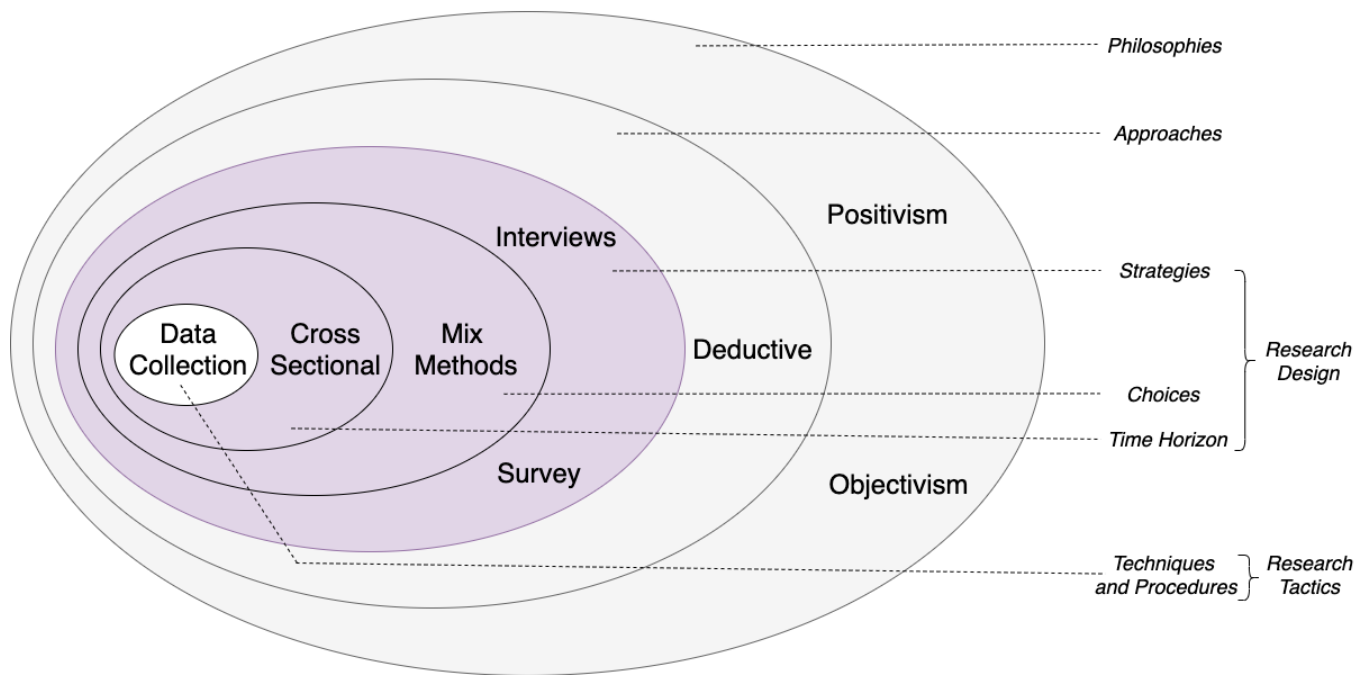 Philosophies
Approaches
Positivism
Interviews
Strategies
Data
Collection
Cross
Sectional
Mix
Methods
Deductive
Research
Design
Choices
Time Horizon
Survey
Objectivism
Techniques
and Procedures
Research
Tactics